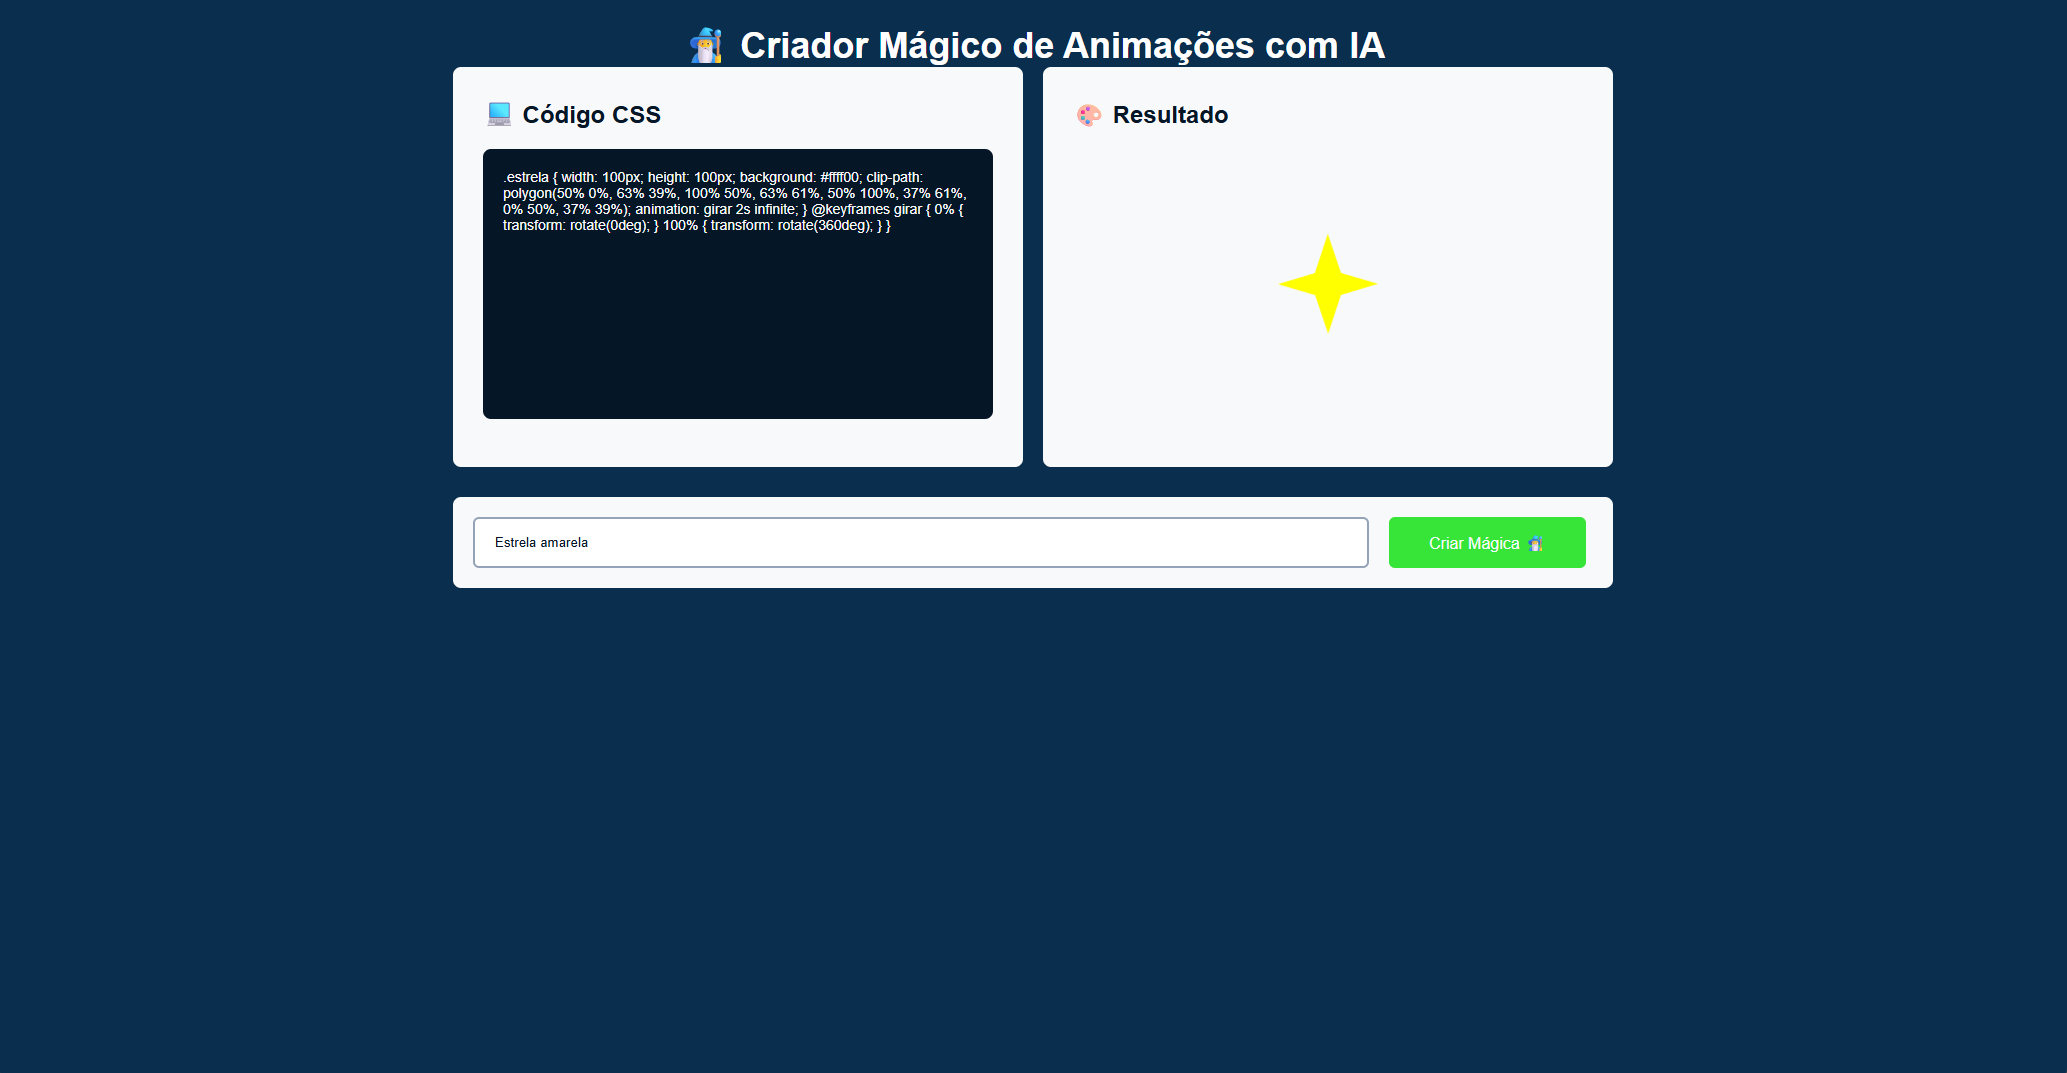 🧙‍♂️ Criador Mágico de Animações com IA
💻 Código CSS
.estrela { width: 100px; height: 100px; background: #ffff00; clip-path:
polygon(50% 0%, 63% 39%, 100% 50%, 63% 61%, 50% 100%, 37% 61%,
0% 50%, 37% 39%); animation: girar 2s infinite; } @keyframes girar { 0% {
transform: rotate(0deg); } 100% { transform: rotate(360deg); } }
🎨 Resultado
Estrela amarela
Criar Mágica 🧙‍♂️